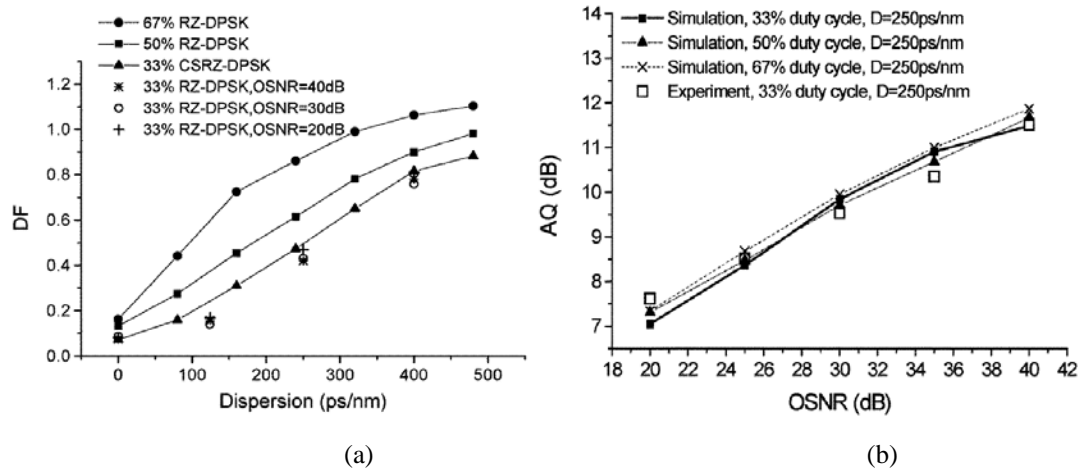 67% RZ-DPSK
50% RZ-DPSK
33% CSRZ-DPSK
33% RZ-DPSK,OSNR=40dB
33% RZ-DPSK,OSNR=30dB
33% RZ-DPSK,OSNR=20dB
1.2
1.0
0.8
0.6
0.4
0.2
0.0
DF
0 100 200 300 400 500
Dispersion (ps/nm)
(a)
Simulation, 33% duty cycle, D=250ps/nm
Simulation, 50% duty cycle, D=250ps/nm
Simulation, 67% duty cycle, D=250ps/nm
Experiment, 33% duty cycle, D=250ps/nm
14
13
12
11
10
9
8
7
AQ (dB)
18 20 22 24 26 28 30 32 34 36 38 40 42
OSNR (dB)
(b)